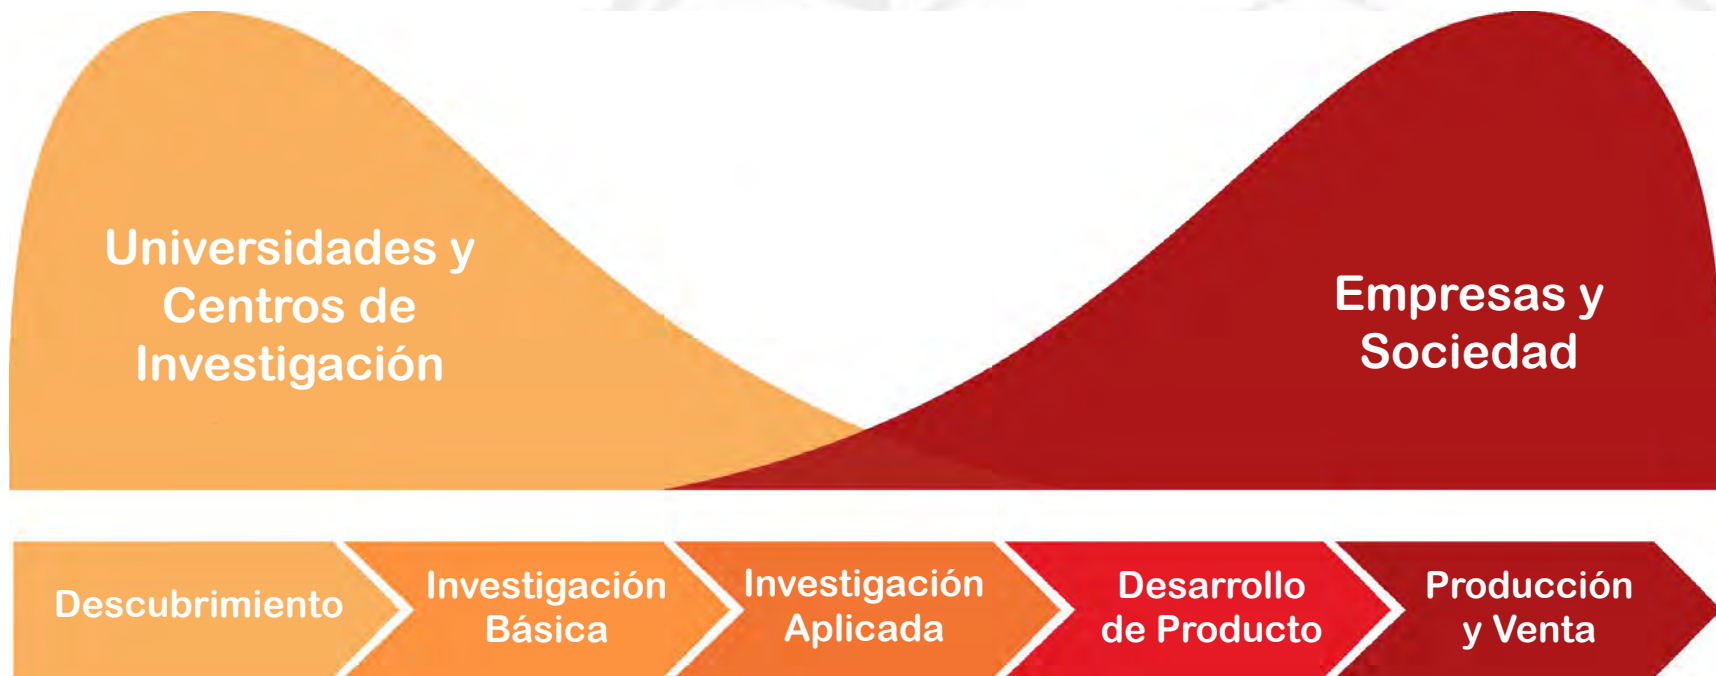 Universidades y
Centros de
Investigación
Empresas y
Sociedad
Descubrimiento
Investigación
Básica
Investigación
Aplicada
Desarrollo
de Producto
Producción
y Venta